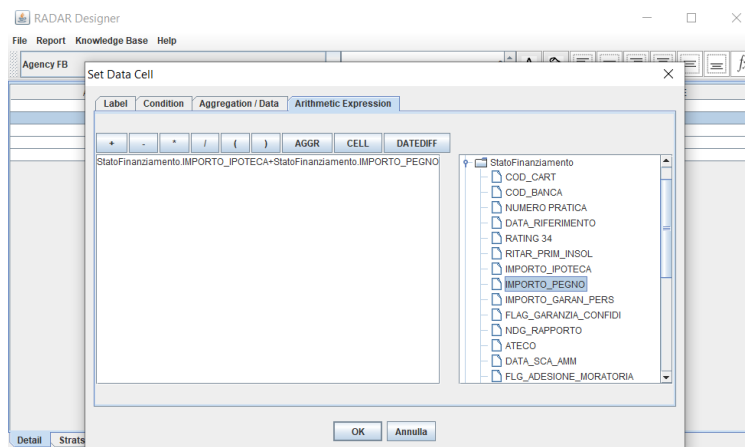 RADAR Designer
File Report Knowledge Base Help
Agency FB
Set Data Cell
Label Condition Aggregation / Data Arithmetic Expression
+ - * / ( ) AGGR CELL DATEDIFF
StatoFinanziamento.IMPORTO_IPOTECA+StatoFinanziamento.IMPORTO_PEGNO
StatoFinanziamento
COD_CART
COD_BANCA
NUMERO PRATICA
DATA_RIFERIMENTO
RATING 34
RITAR_PRIM_INSOL
IMPORTO_IPOTECA
IMPORTO_PEGNO
IMPORTO_GARAN_PERS
FLAG_GARANZIA_CONFIDI
NDG_RAPPORTO
ATECO
DATA_SCA_AMM
FLG_ADESIONE_MORATORIA
OK Annulla
Detail Strats